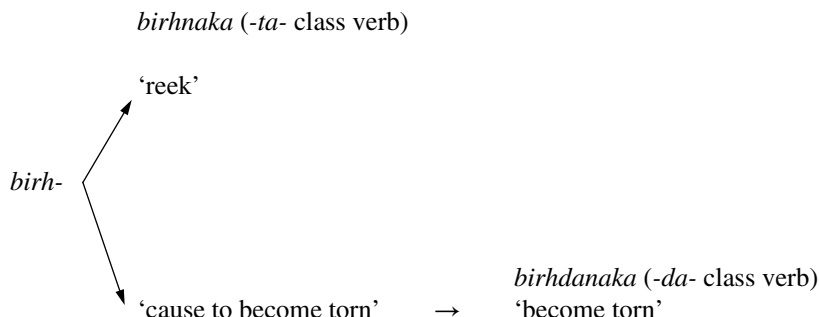 birhnaka (-ta- class verb)
‘reek’
birh-
birhdanaka (-da- class verb)
‘cause to become torn’ → ‘become torn’